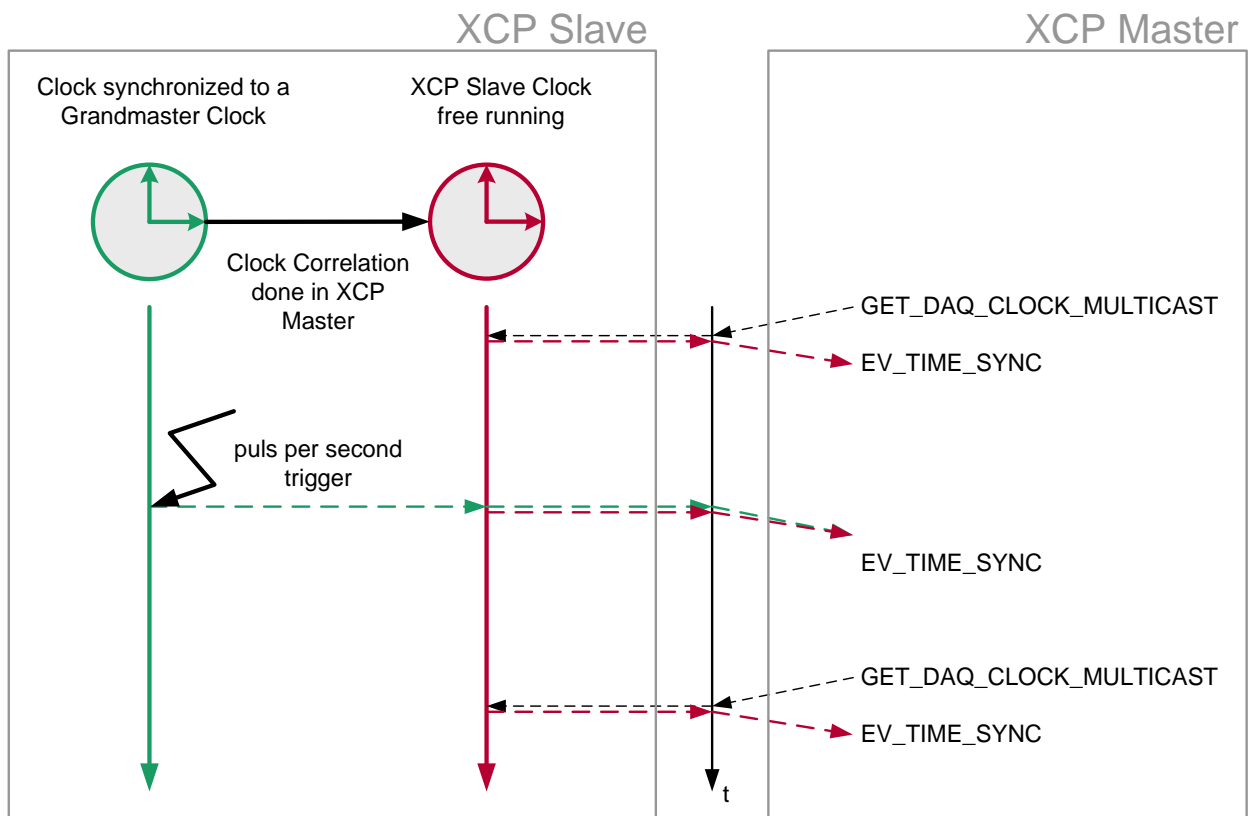 XCP Slave
XCP Master
Clock synchronized to a
Grandmaster Clock
XCP Slave Clock
free running
Clock Correlation
done in XCP
Master
GET_DAQ_CLOCK_MULTICAST
EV_TIME_SYNC
puls per second
trigger
EV_TIME_SYNC
GET_DAQ_CLOCK_MULTICAST
EV_TIME_SYNC
t